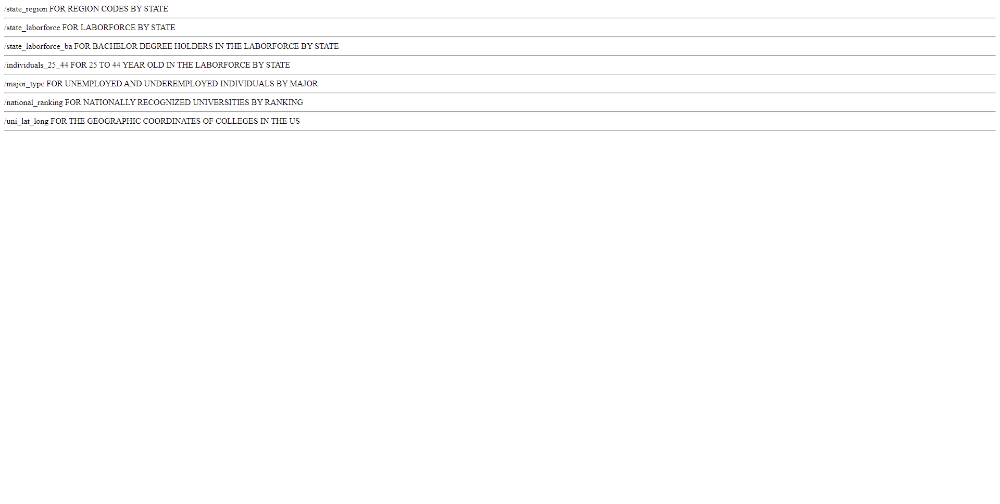 /state_region FOR REGION CODES BY STATE
/state_laborforce FOR LABORFORCE BY STATE
/state_laborforce_ba FOR BACHELOR DEGREE HOLDERS IN THE LABORFORCE BY STATE
/individuals_25_44 FOR 25 TO 44 YEAR OLD IN THE LABORFORCE BY STATE
/major_type FOR UNEMPLOYED AND UNDEREMPLOYED INDIVIDUALS BY MAJOR
/national_ranking FOR NATIONALLY RECOGNIZED UNIVERSITIES BY RANKING
/uni_lat_long FOR THE GEOGRAPHIC COORDINATES OF COLLEGES IN THE US